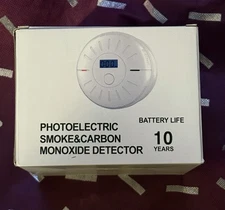 BATTERY LIFE
PHOTOELECTRIC
SMOKE&CARBON
MONOXIDE DETECTOR
10
YEARS